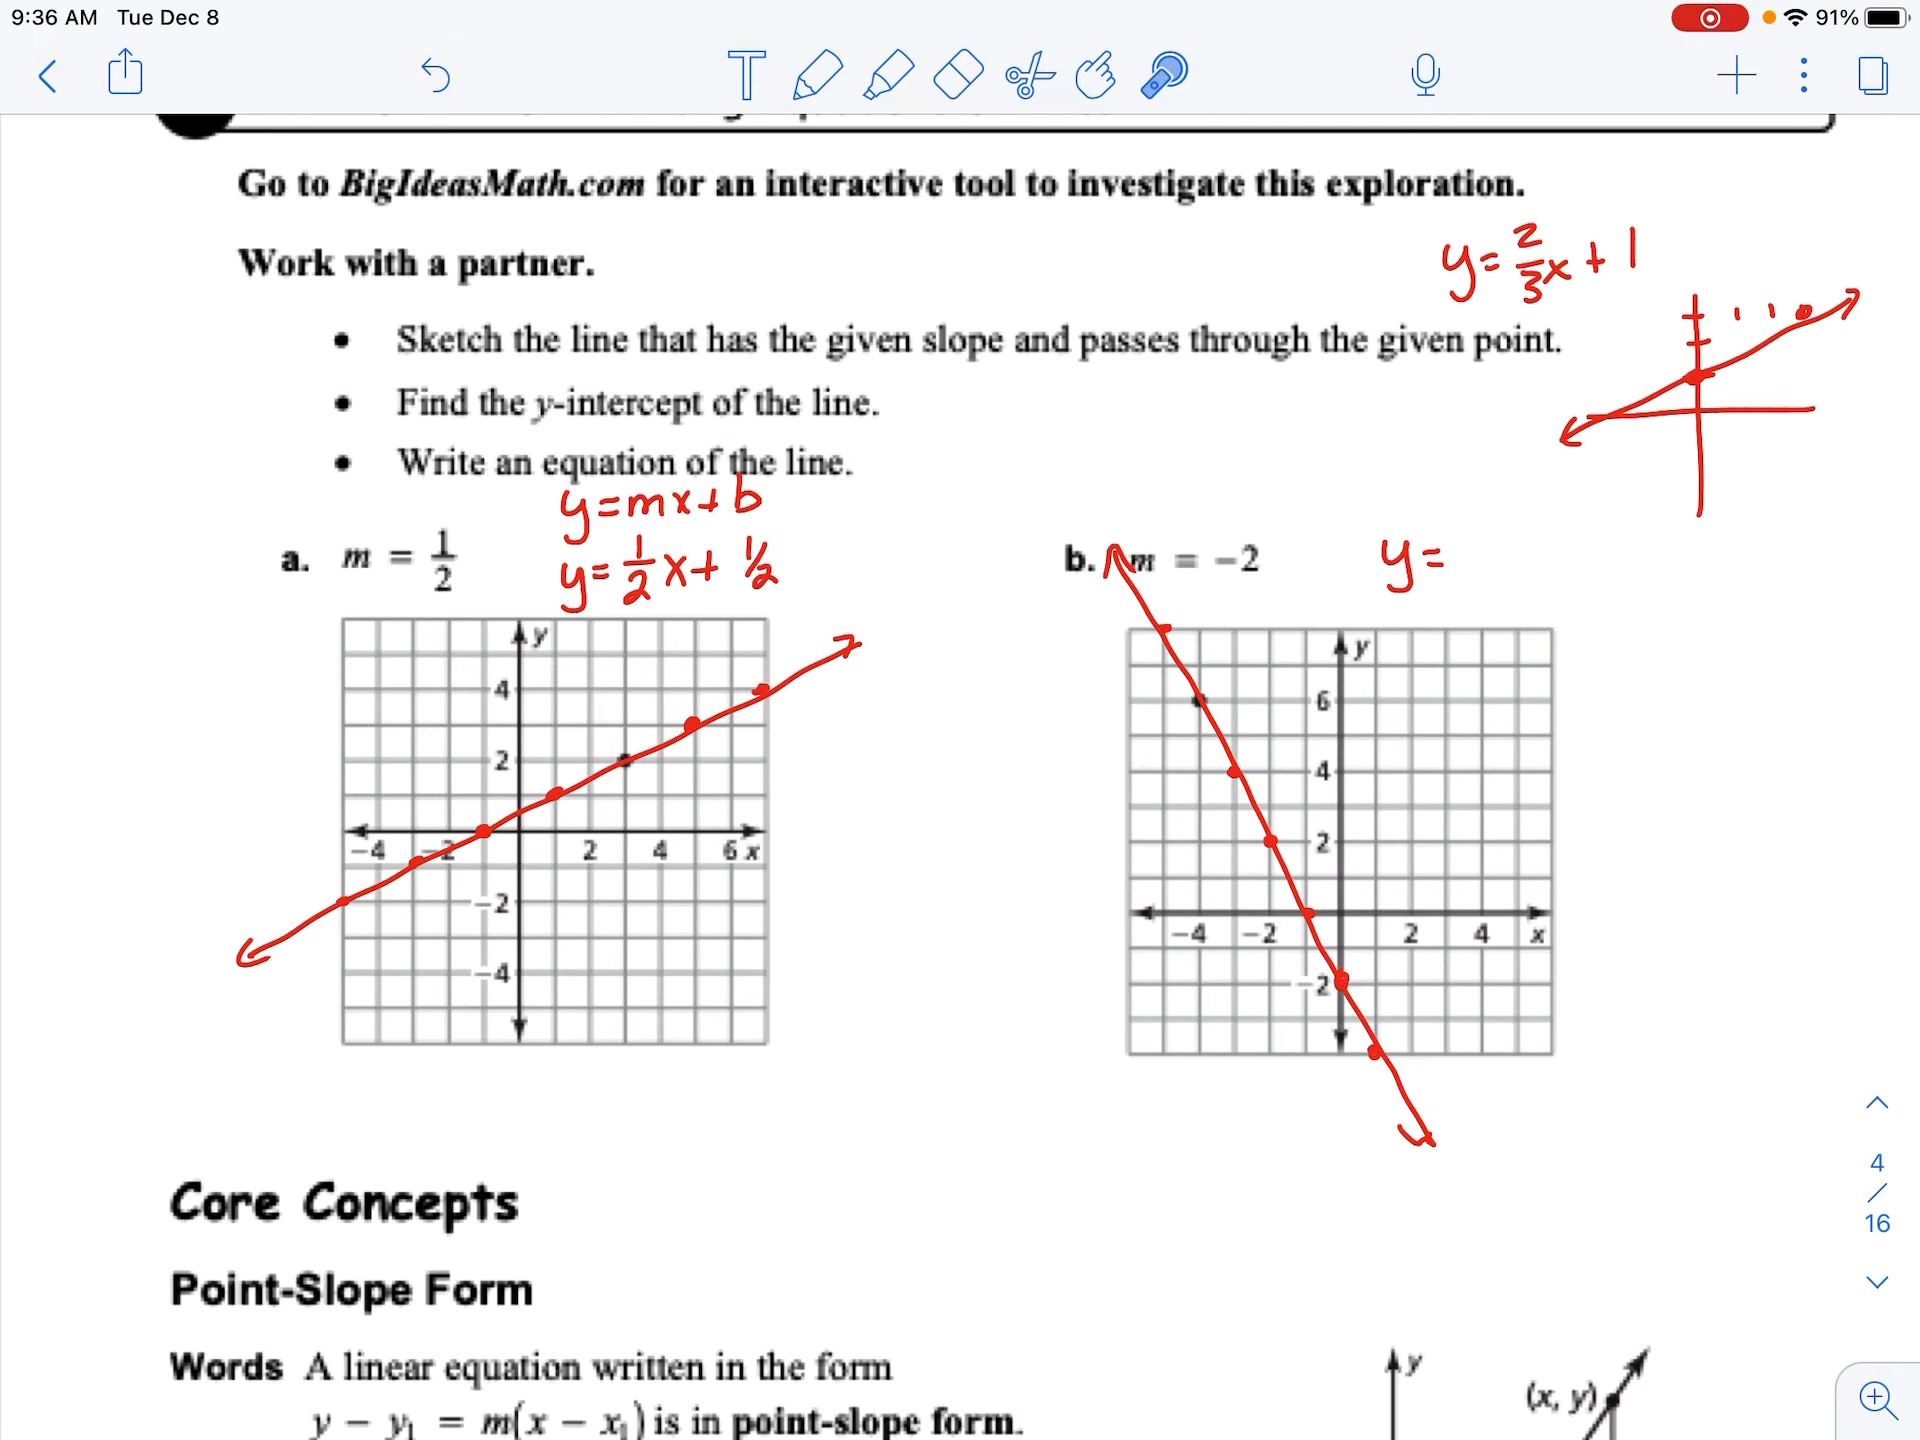 9:36 AM Tue Dec 8
91%
Go to BigIdeasMath.com for an interactive tool to investigate this exploration.
Work with a partner.
y=2/3x+1
• Sketch the line that has the given slope and passes through the given point.
• Find the y-intercept of the line.
• Write an equation of the line.
y=mx+b
a. m = 1/2
y=1/2x+1/2
b. m = -2
y=
y
4
2
-4 -2 2 4 6 x
-2
-4
y
6
4
2
-4 -2 2 4 x
-2
4
/
16
Core Concepts
Point-Slope Form
Words A linear equation written in the form
y − y₁ = m(x − x₁) is in point-slope form.
y
(x, y)